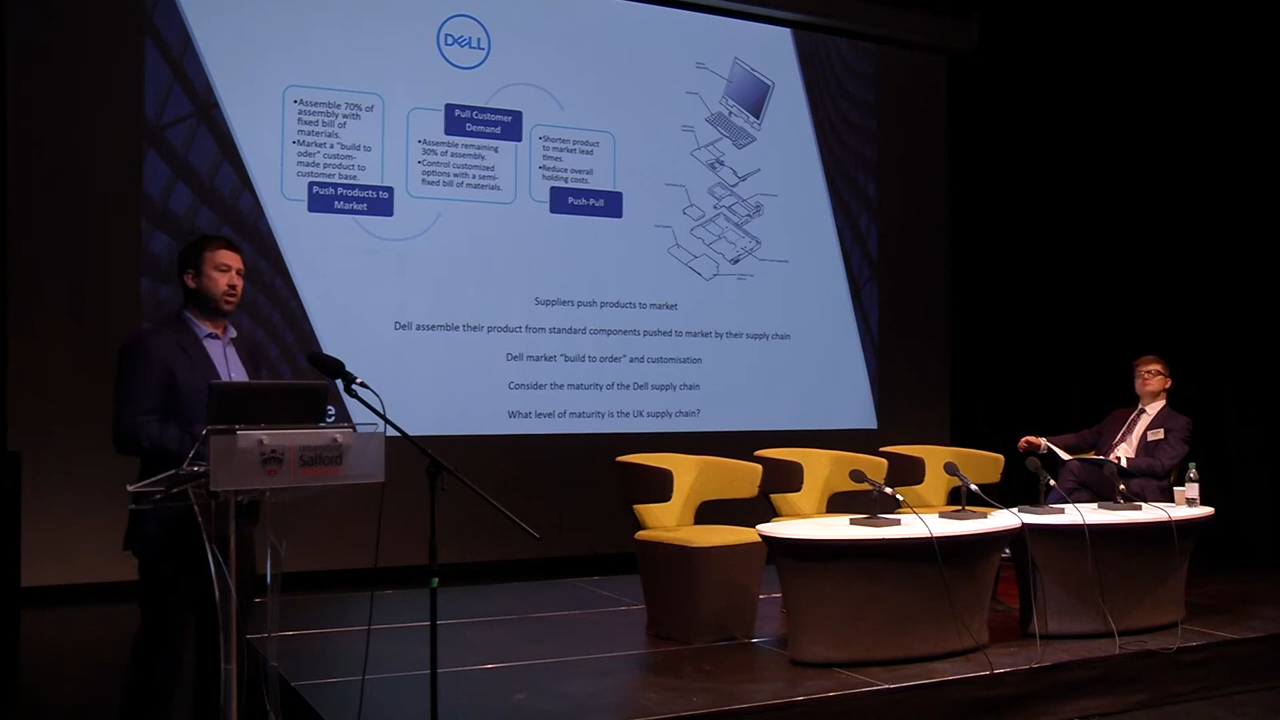 DELL
•Assemble 70% of
assembly with
fixed bill of
materials.
•Market a "build to
oder" custom-
made product to
customer base.
Push Products to
Market
Pull Customer
Demand
•Assemble remaining
30% of assembly.
•Control customized
options with a semi-
fixed bill of materials.
•Shorten product
to market lead
times.
•Reduce overall
holding costs.
Push-Pull
Suppliers push products to market
Dell assemble their product from standard components pushed to market by their supply chain
Dell market "build to order" and customisation
Consider the maturity of the Dell supply chain
What level of maturity is the UK supply chain?
e
University of
Salford